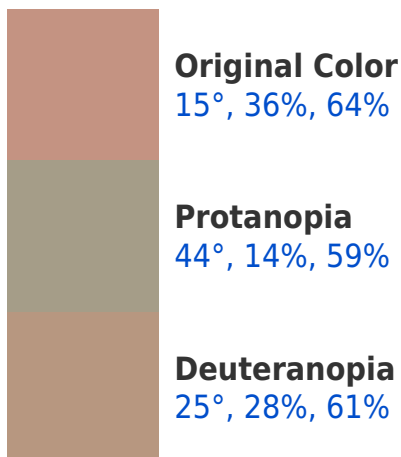 Original Color
15°, 36%, 64%
Protanopia
44°, 14%, 59%
Deuteranopia
25°, 28%, 61%